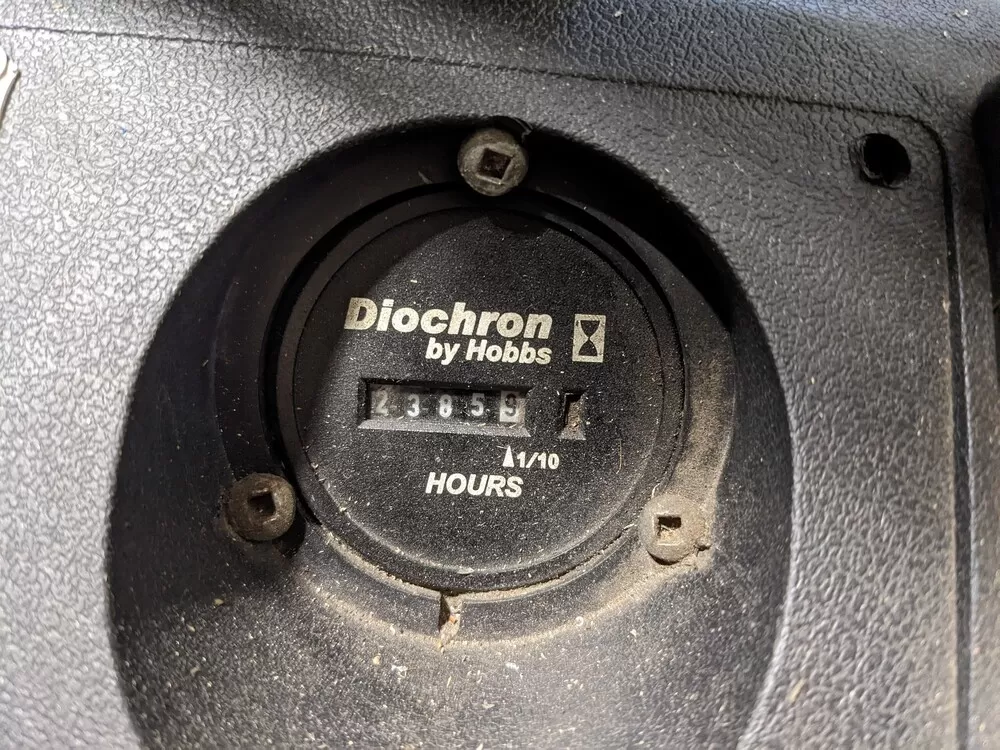 Diochron
by Hobbs
23859
1/10
HOURS